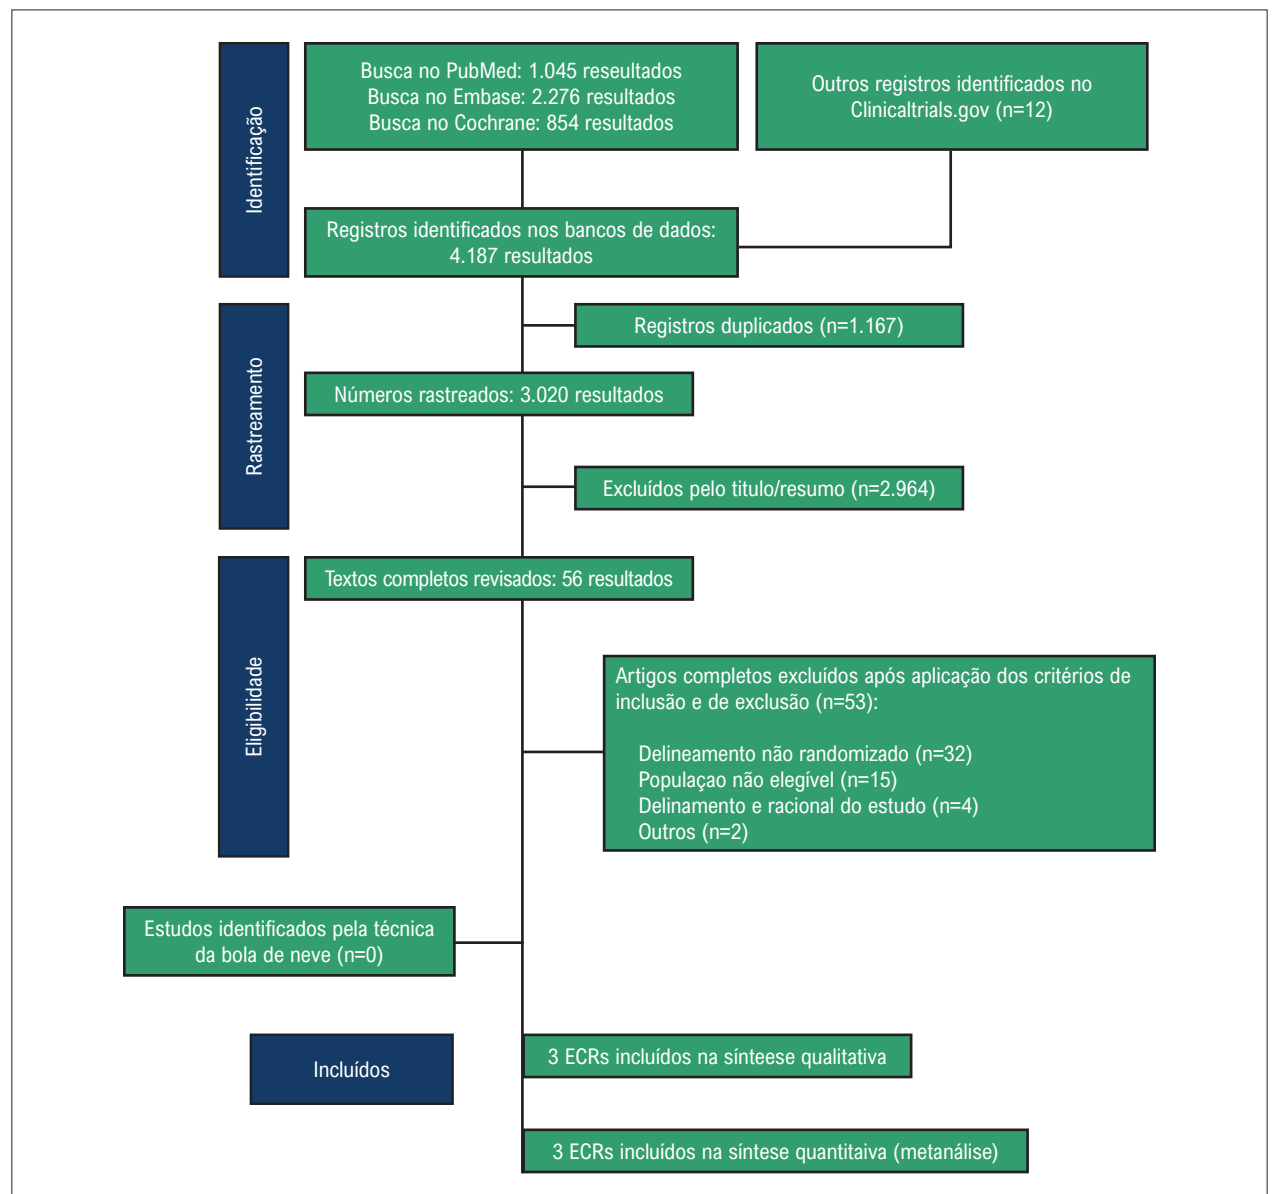 Identificação
Busca no PubMed: 1.045 reseultados
Busca no Embase: 2.276 resultados
Busca no Cochrane: 854 resultados
Outros registros identificados no
Clinicaltrials.gov (n=12)
Registros identificados nos bancos de dados:
4.187 resultados
Rastreamento
Registros duplicados (n=1.167)
Números rastreados: 3.020 resultados
Excluídos pelo titulo/resumo (n=2.964)
Eligibilidade
Textos completos revisados: 56 resultados
Artigos completos excluídos após aplicação dos critérios de
inclusão e de exclusão (n=53):
Delineamento não randomizado (n=32)
Populaçao não elegível (n=15)
Delinamento e racional do estudo (n=4)
Outros (n=2)
Estudos identificados pela técnica
da bola de neve (n=0)
Incluídos
3 ECRs incluídos na sínteese qualitativa
3 ECRs incluídos na síntese quantitaiva (metanálise)